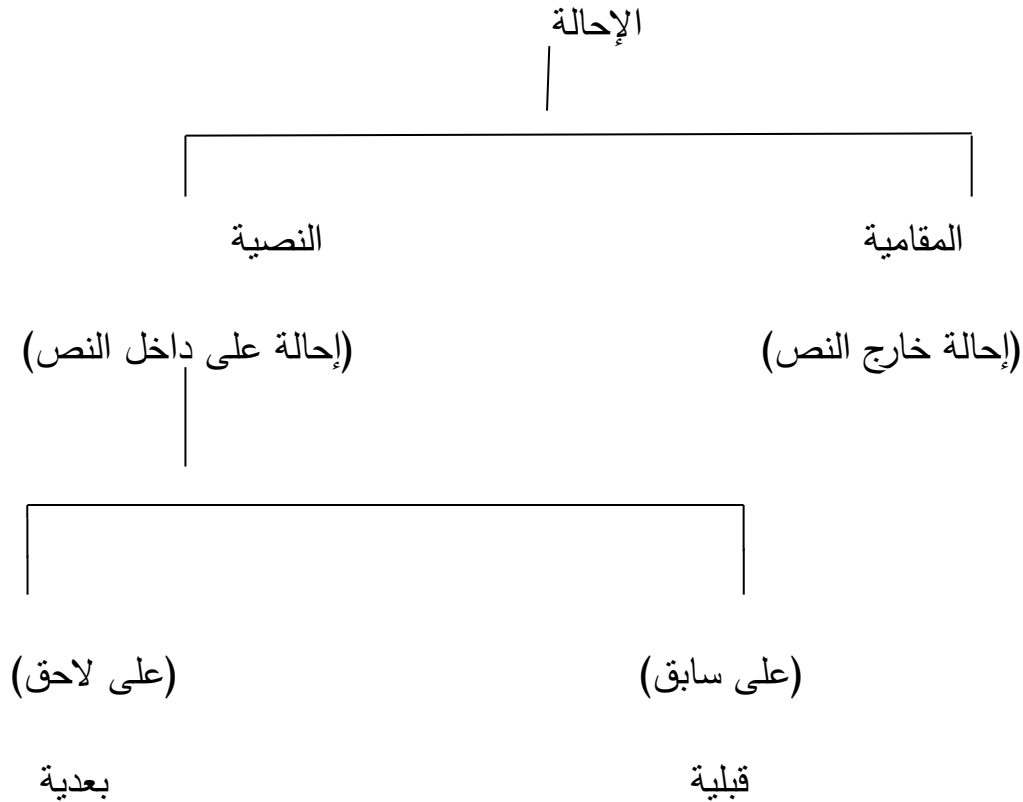 الإحالة
المقامية النصية
(إحالة خارج النص) (إحالة على داخل النص)
(على سابق) (على لاحق)
قبلية بعدية